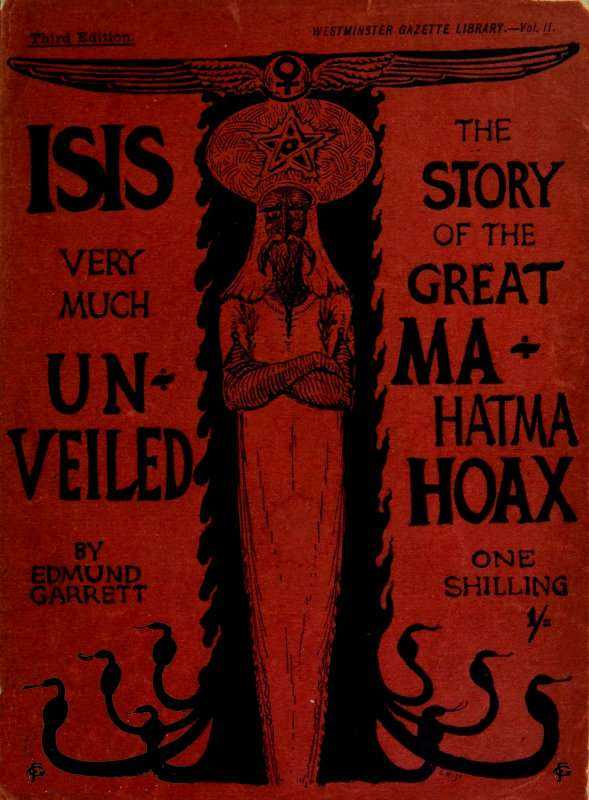 Third Edition.
WESTMINSTER GAZETTE LIBRARY.—Vol. II.
ISIS
VERY
MUCH
UN-
VEILED
BY
EDMUND
GARRETT
THE
STORY
OF THE
GREAT
MA-
HATMA
HOAX
ONE
SHILLING
1/=